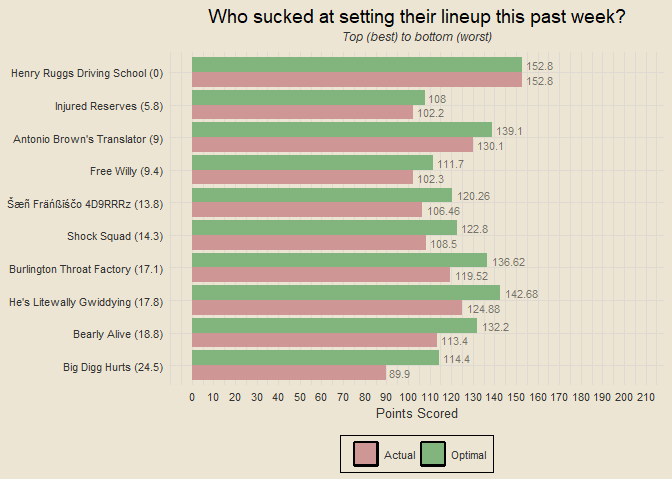 Who sucked at setting their lineup this past week?
Top (best) to bottom (worst)
Henry Ruggs Driving School (0)
152.8
152.8
Injured Reserves (5.8)
108
102.2
Antonio Brown's Translator (9)
139.1
130.1
Free Willy (9.4)
111.7
102.3
Šæñ Fráńßíśčo 4D9RRRz (13.8)
120.26
106.46
Shock Squad (14.3)
122.8
108.5
Burlington Throat Factory (17.1)
136.62
119.52
He's Litewally Gwiddying (17.8)
142.68
124.88
Bearly Alive (18.8)
132.2
113.4
Big Digg Hurts (24.5)
114.4
89.9
0 10 20 30 40 50 60 70 80 90 100 110 120 130 140 150 160 170 180 190 200 210
Points Scored
Actual Optimal